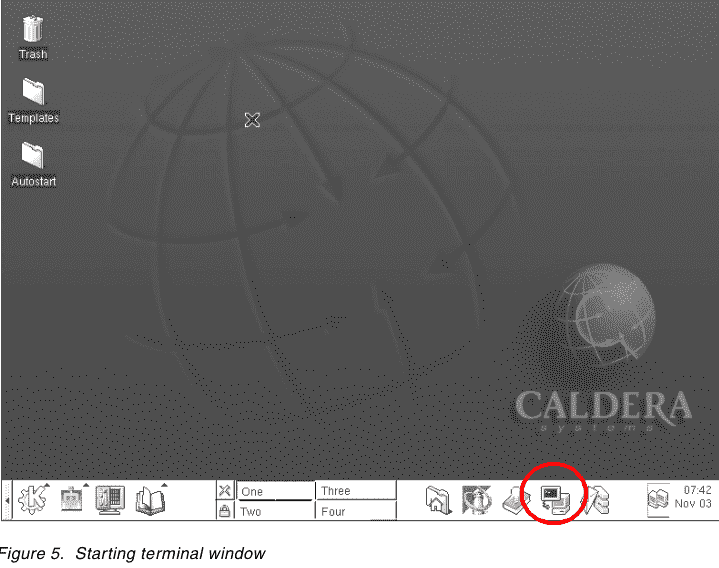 Trash
Templates
Autostart
CALDERA
systems
One
Three
Two
Four
07:42
Nov 03
Figure 5. Starting terminal window